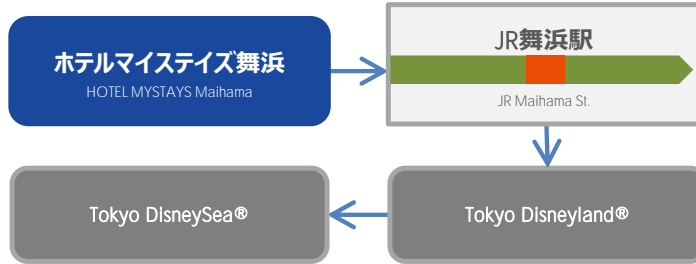 ホテルマイステイズ舞浜
HOTEL MYSTAYS Maihama
JR舞浜駅
JR Maihama St.
Tokyo DisneySea®
Tokyo Disneyland®